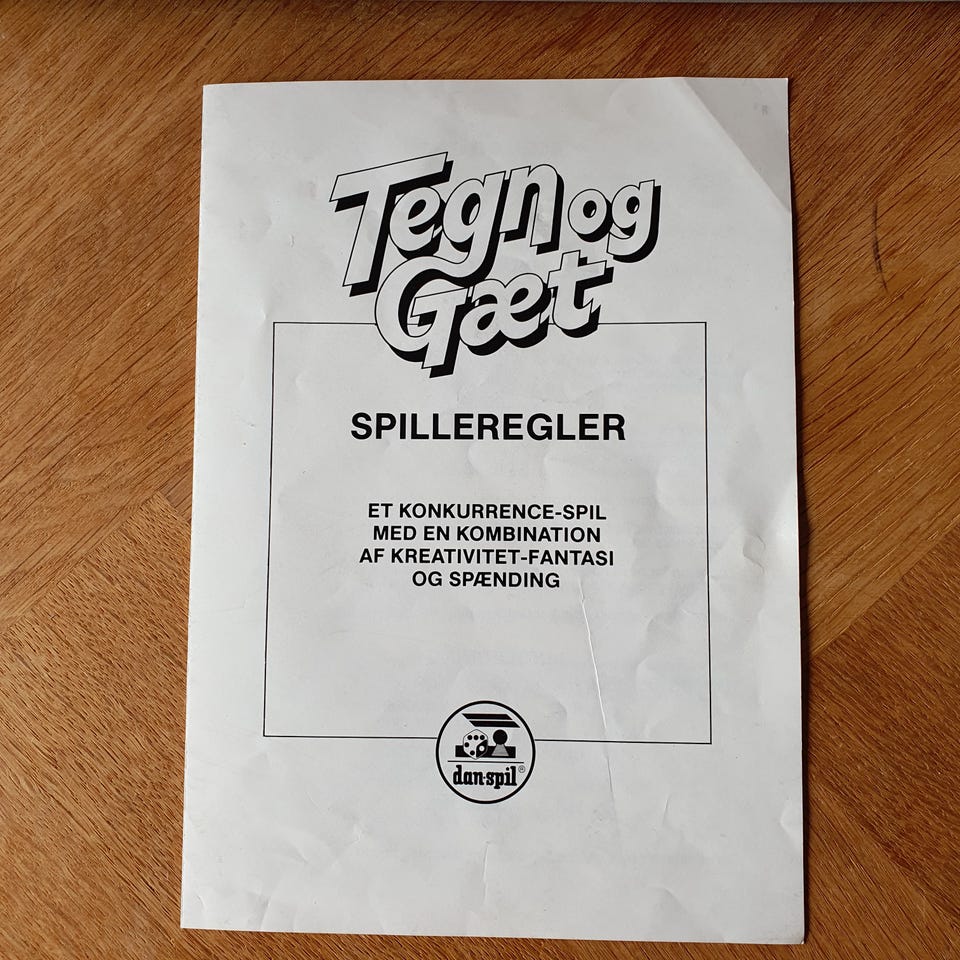 Tegn og
Gæt
SPILLEREGLER
ET KONKURRENCE-SPIL
MED EN KOMBINATION
AF KREATIVITET-FANTASI
OG SPÆNDING
dan-spil®